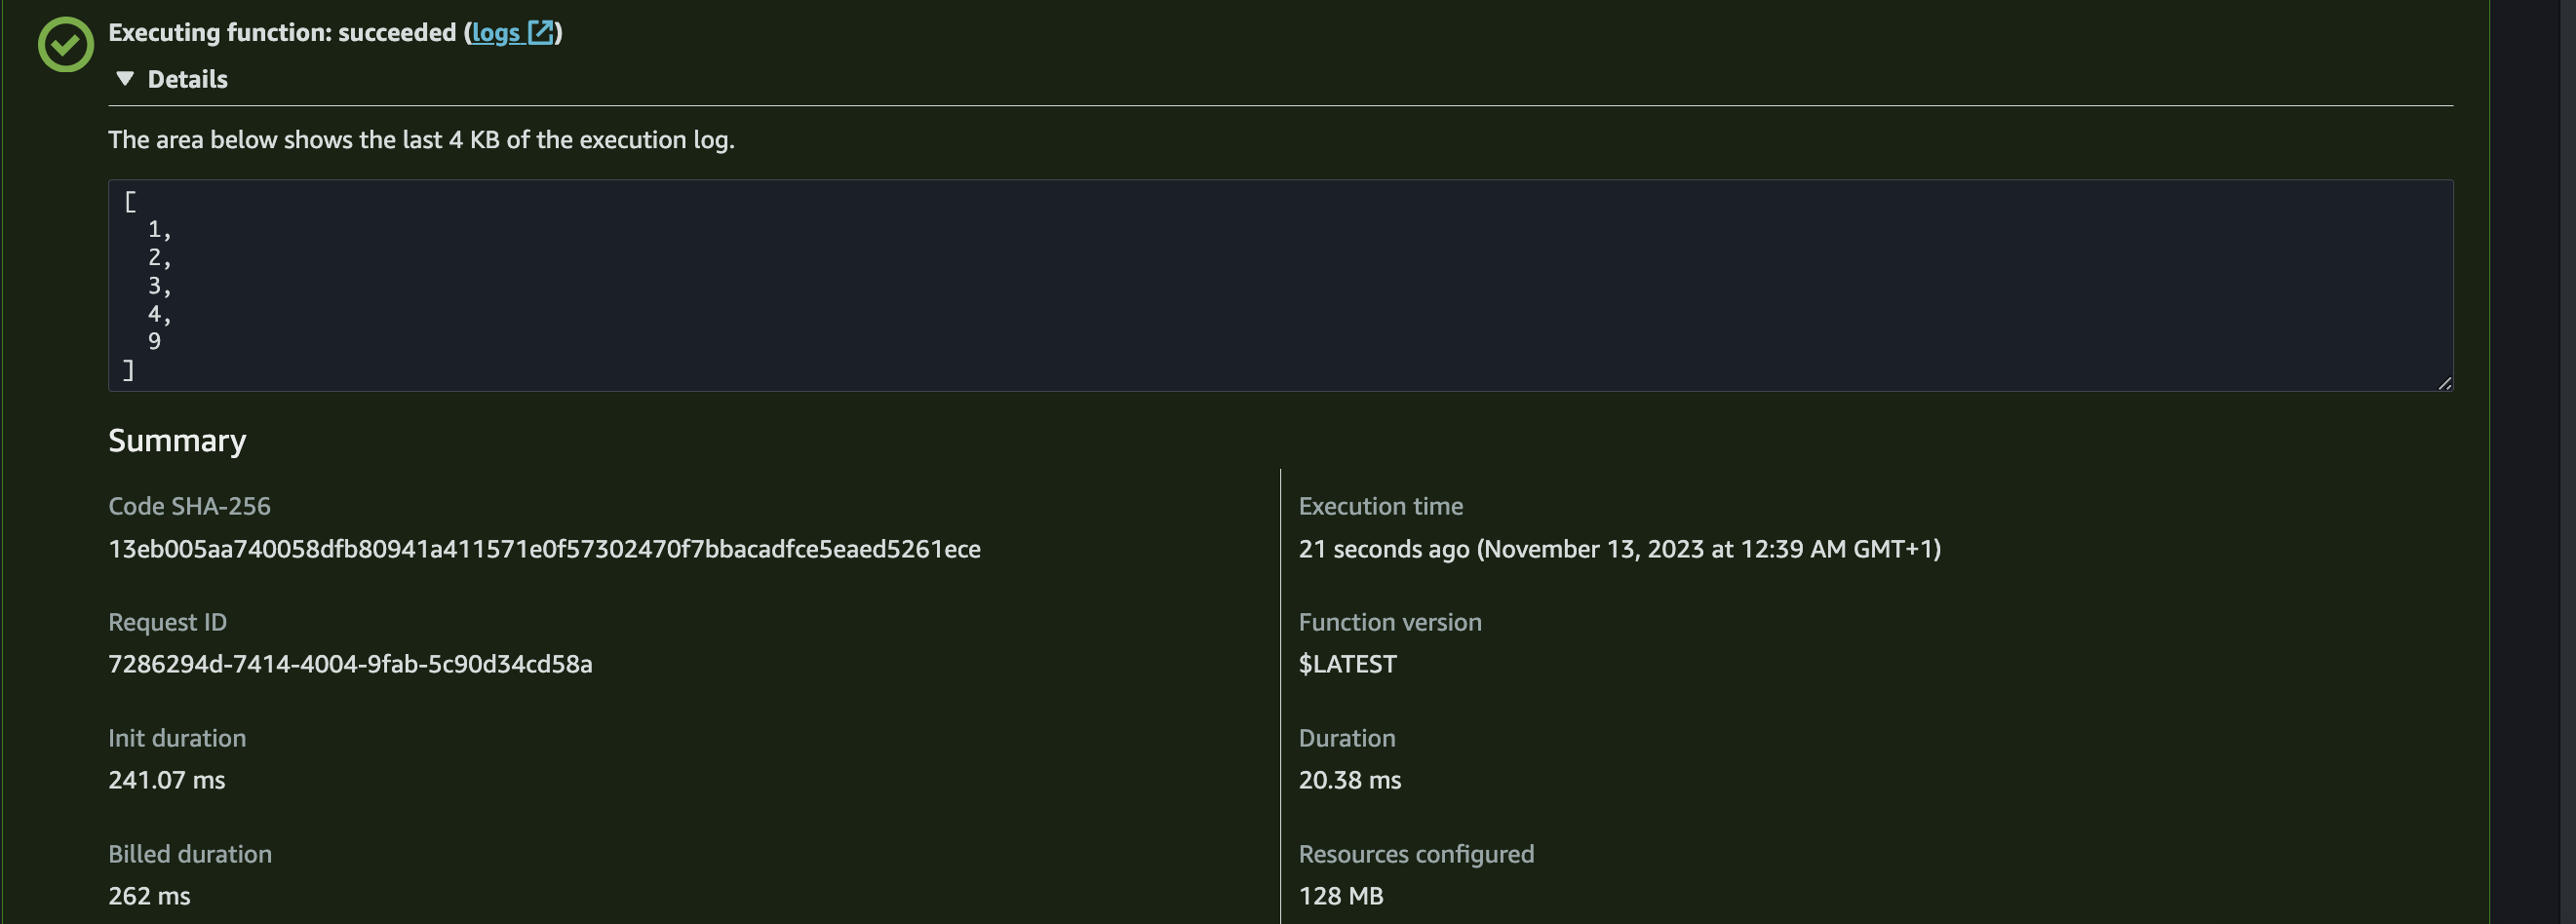 Executing function: succeeded (logs)
Details
The area below shows the last 4 KB of the execution log.
[
1,
2,
3,
4,
9
]
Summary
Code SHA-256
13eb005aa740058dfb80941a411571e0f57302470f7bbacadfce5eaed5261ece
Request ID
7286294d-7414-4004-9fab-5c90d34cd58a
Init duration
241.07 ms
Billed duration
262 ms
Execution time
21 seconds ago (November 13, 2023 at 12:39 AM GMT+1)
Function version
$LATEST
Duration
20.38 ms
Resources configured
128 MB